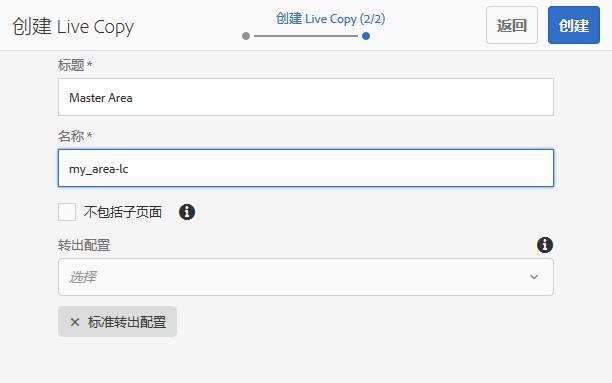 创建 Live Copy
创建 Live Copy (2/2)
返回
创建
标题 *
Master Area
名称 *
my_area-lc
不包括子页面
转出配置
选择
标准转出配置